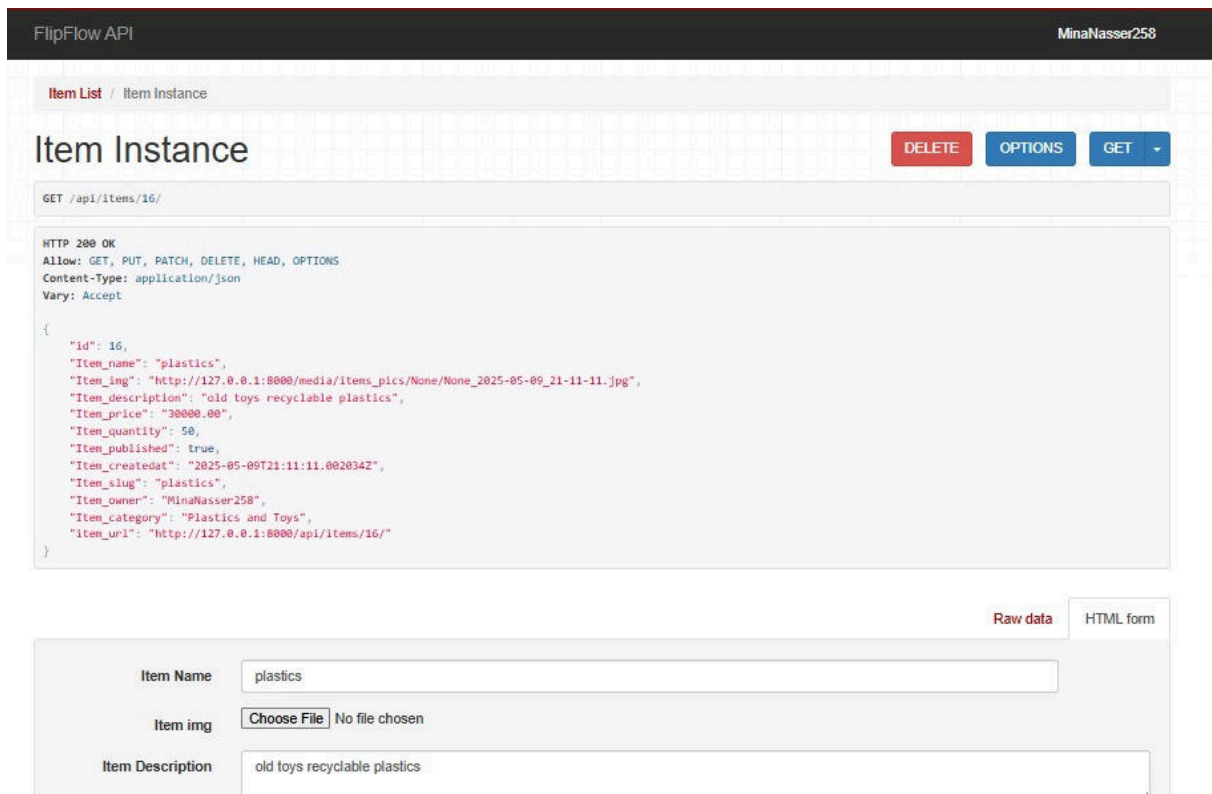 FlipFlow API MinaNasser258
Item List / Item Instance
Item Instance DELETE OPTIONS GET
GET /api/items/16/
HTTP 200 OK
Allow: GET, PUT, PATCH, DELETE, HEAD, OPTIONS
Content-Type: application/json
Vary: Accept
{
    "id": 16,
    "Item_name": "plastics",
    "Item_img": "http://127.0.0.1:8000/media/items_pics/None/None_2025-05-09_21-11-11.jpg",
    "Item_description": "old toys recyclable plastics",
    "Item_price": "30000.00",
    "Item_quantity": 50,
    "Item_published": true,
    "Item_createdat": "2025-05-09T21:11:11.002034Z",
    "Item_slug": "plastics",
    "Item_owner": "MinaNasser258",
    "Item_category": "Plastics and Toys",
    "item_url": "http://127.0.0.1:8000/api/items/16/"
}
Raw data HTML form
Item Name plastics
Item img Choose File No file chosen
Item Description old toys recyclable plastics